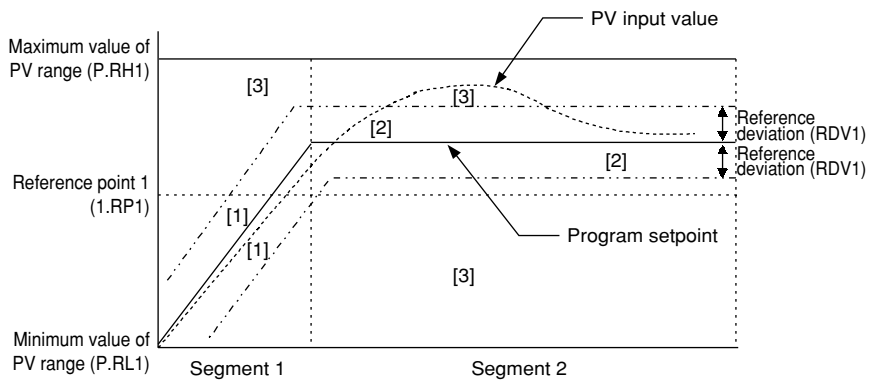 PV input value
Maximum value of
PV range (P.RH1)
[3]
[3]
[2]
Reference
deviation (RDV1)
[2]
Reference
deviation (RDV1)
Reference point 1
(1.RP1)
[1]
[1]
Program setpoint
[3]
Minimum value of
PV range (P.RL1)
Segment 1
Segment 2